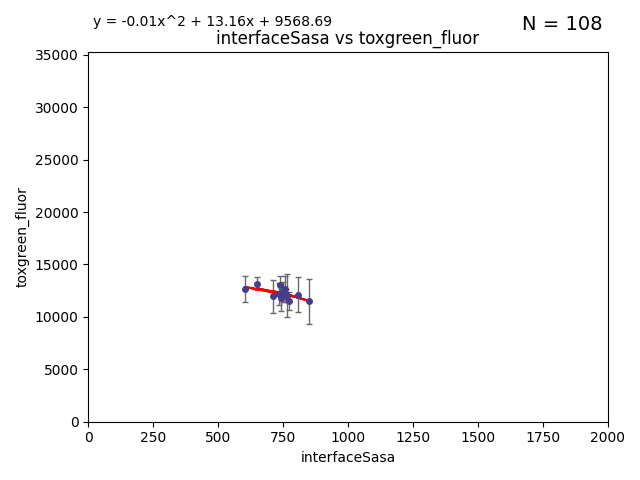 y = -0.01x^2 + 13.16x + 9568.69
N = 108
interfaceSasa vs toxgreen_fluor
35000
30000
25000
20000
15000
10000
5000
0
toxgreen_fluor
0 250 500 750 1000 1250 1500 1750 2000
interfaceSasa